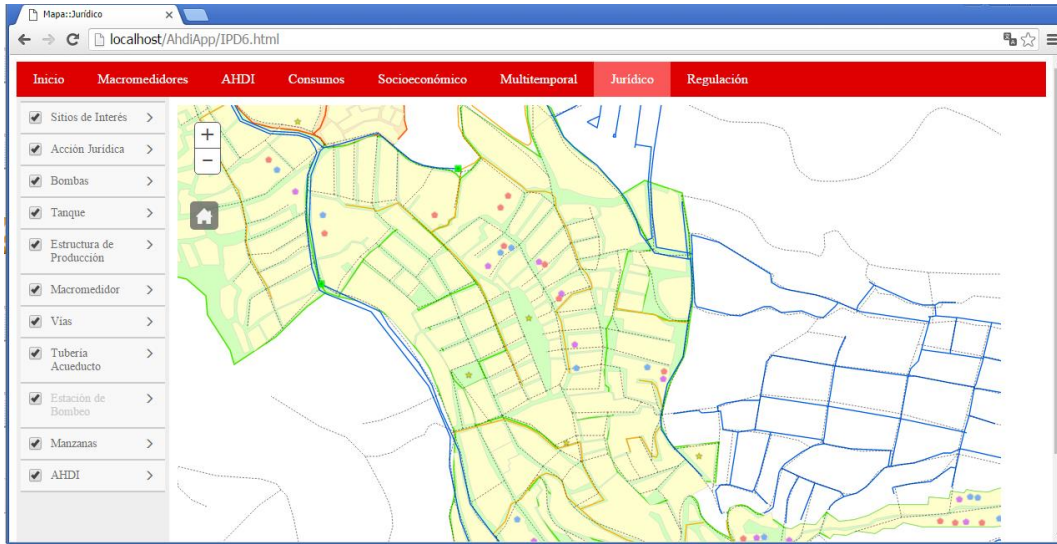 Mapa::Jurídico
localhost/AhdiApp/IPD6.html
Inicio Macromedidores AHDI Consumos Socioeconómico Multitemporal Jurídico Regulación
Sitios de Interés
Acción Jurídica
Bombas
Tanque
Estructura de
Producción
Macromedidor
Vías
Tubería
Acueducto
Estación de
Bombeo
Manzanas
AHDI
+
−